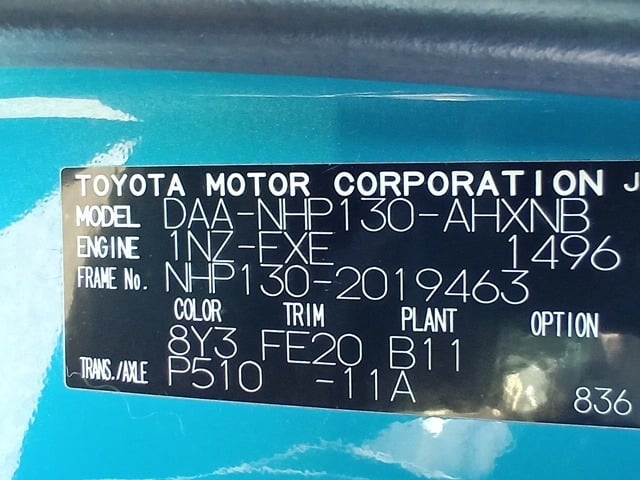 TOYOTA MOTOR CORPORATION J
MODEL DAA-NHP130-AHXNB
ENGINE 1NZ-FXE 1496
FRAME No. NHP130-2019463
COLOR TRIM PLANT OPTION
8Y3 FE20 B11
TRANS./AXLE P510 -11A
836